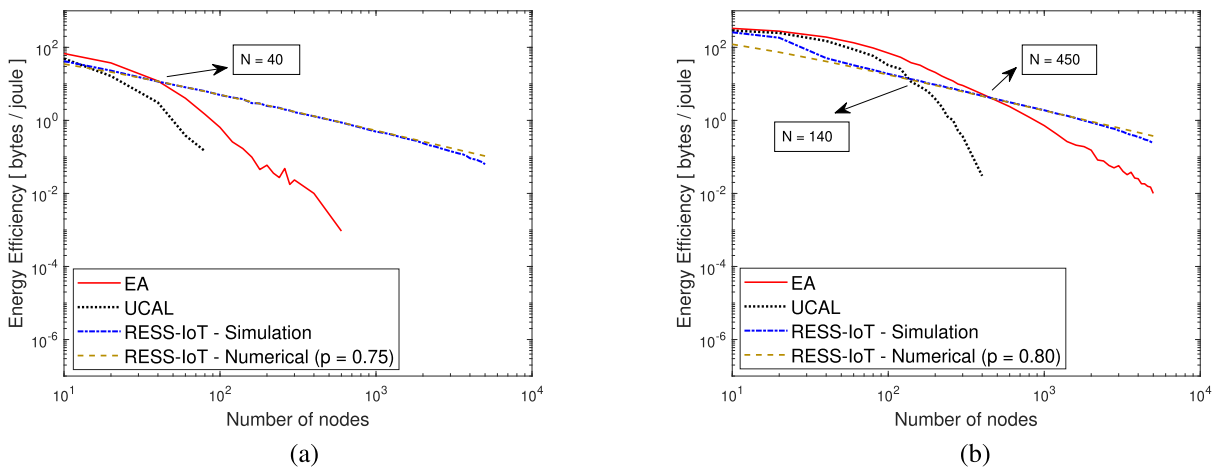 Energy Efficiency [ bytes / joule ]
10^2
10^0
10^-2
10^-4
10^-6
N = 40
EA
UCAL
RESS-IoT - Simulation
RESS-IoT - Numerical (p = 0.75)
10^1 10^2 10^3 10^4
Number of nodes
(a)
Energy Efficiency [ bytes / joule ]
10^2
10^0
10^-2
10^-4
10^-6
N = 450
N = 140
EA
UCAL
RESS-IoT - Simulation
RESS-IoT - Numerical (p = 0.80)
10^1 10^2 10^3 10^4
Number of nodes
(b)